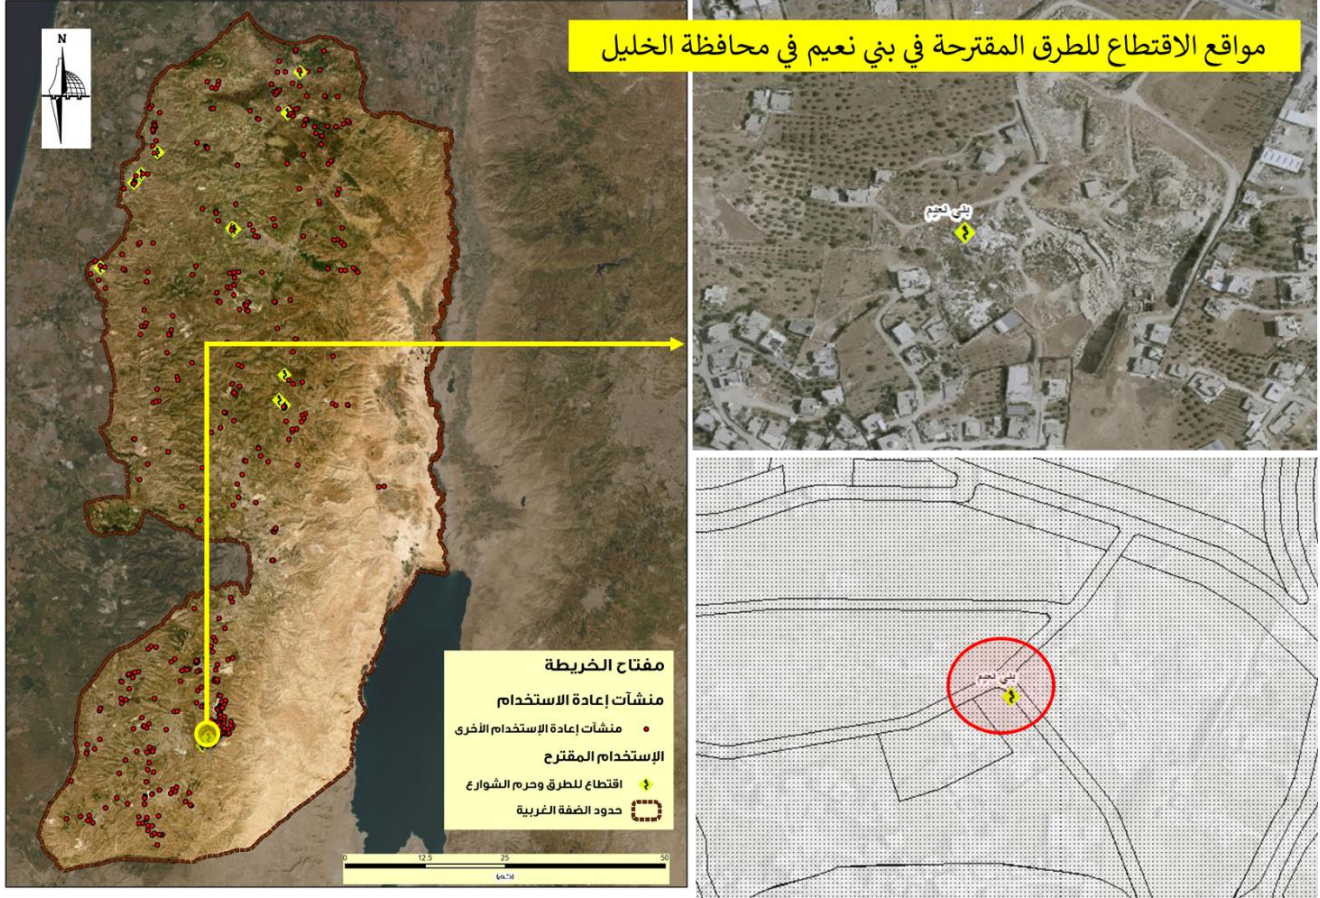 مواقع الاقتطاع للطرق المقترحة في بني نعيم في محافظة الخليل
N
بني نعيم
بني نعيم
مفتاح الخريطة
منشآت إعادة الاستخدام
منشآت إعادة الإستخدام الأخرى
الإستخدام المقترح
اقتطاع للطرق وحرم الشوارع
حدود الضفة الغربية
0 12.5 25 50
(كم)